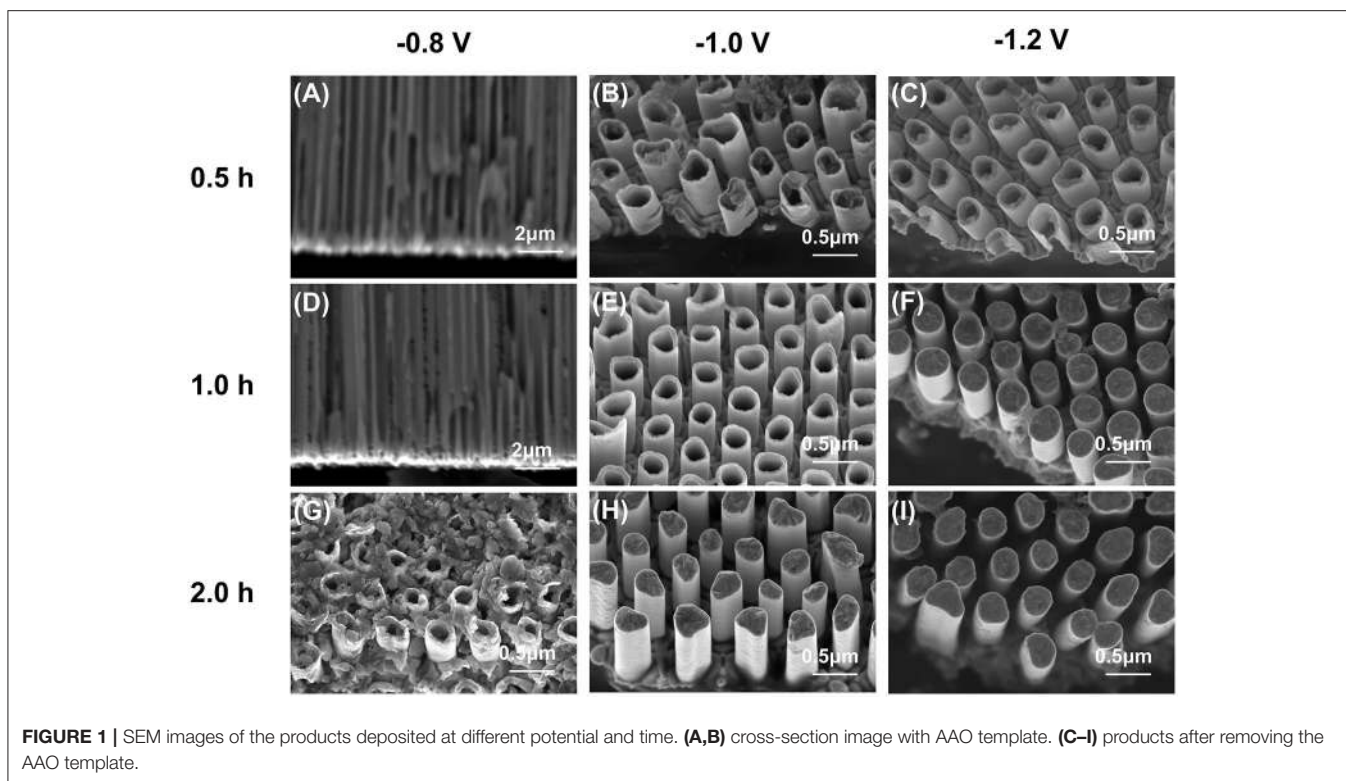 -0.8 V -1.0 V -1.2 V
0.5 h
(A) 2μm
(B) 0.5μm
(C) 0.5μm
1.0 h
(D) 2μm
(E) 0.5μm
(F) 0.5μm
2.0 h
(G) 0.5μm
(H) 0.5μm
(I) 0.5μm
FIGURE 1 | SEM images of the products deposited at different potential and time. (A,B) cross-section image with AAO template. (C–I) products after removing the
AAO template.